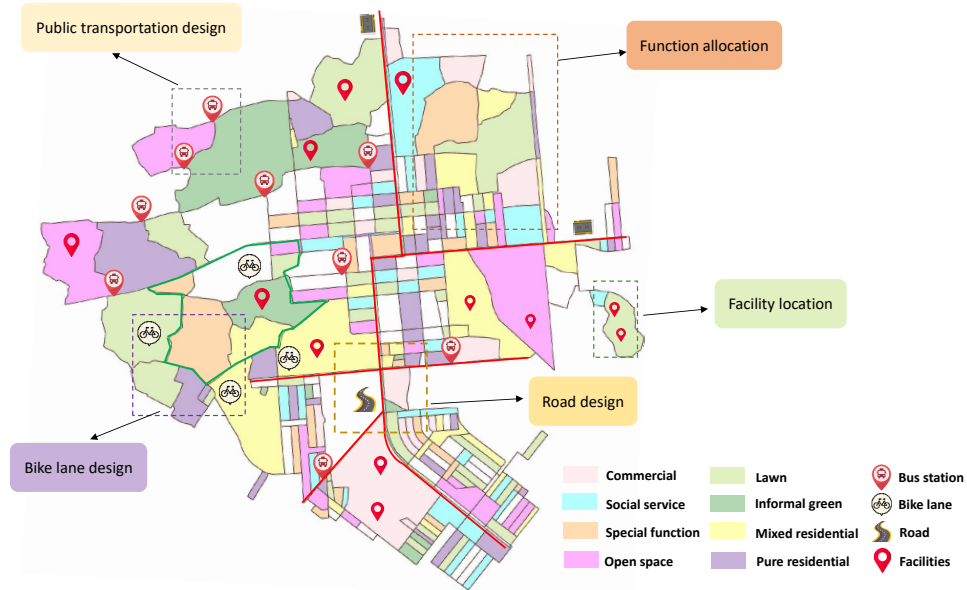 Public transportation design
Function allocation
Facility location
Road design
Bike lane design
Commercial
Lawn
Bus station
Social service
Informal green
Bike lane
Special function
Mixed residential
Road
Open space
Pure residential
Facilities